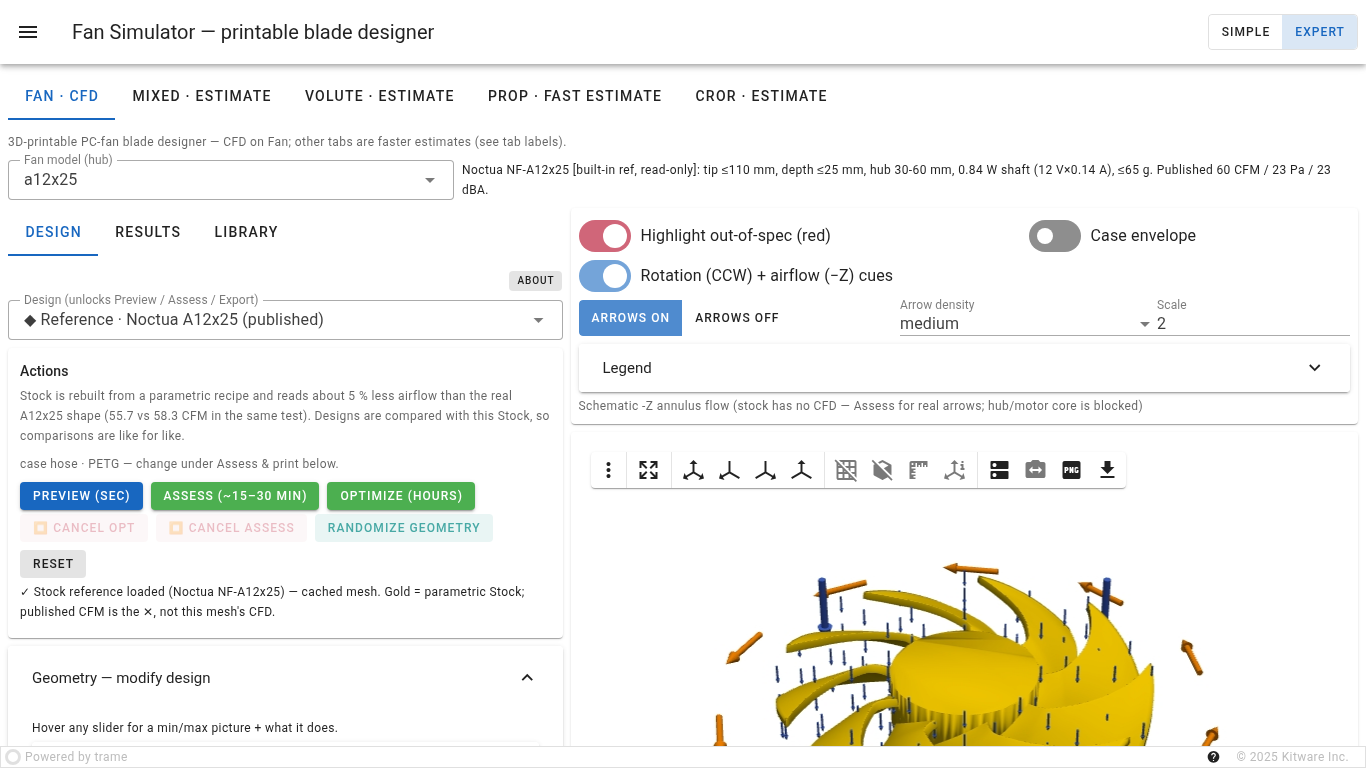 Fan Simulator — printable blade designer
SIMPLE
EXPERT
FAN · CFD
MIXED · ESTIMATE
VOLUTE · ESTIMATE
PROP · FAST ESTIMATE
CROR · ESTIMATE
3D-printable PC-fan blade designer — CFD on Fan; other tabs are faster estimates (see tab labels).
Fan model (hub)
a12x25
Noctua NF-A12x25 [built-in ref, read-only]: tip ≤110 mm, depth ≤25 mm, hub 30-60 mm, 0.84 W shaft (12 V×0.14 A), ≤65 g. Published 60 CFM / 23 Pa / 23
dBA.
DESIGN
RESULTS
LIBRARY
ABOUT
Design (unlocks Preview / Assess / Export)
◆ Reference · Noctua A12x25 (published)
Actions
Stock is rebuilt from a parametric recipe and reads about 5 % less airflow than the real
A12x25 shape (55.7 vs 58.3 CFM in the same test). Designs are compared with this Stock, so
comparisons are like for like.
case hose · PETG — change under Assess & print below.
PREVIEW (SEC)
ASSESS (~15–30 MIN)
OPTIMIZE (HOURS)
CANCEL OPT
CANCEL ASSESS
RANDOMIZE GEOMETRY
RESET
✓ Stock reference loaded (Noctua NF-A12x25) — cached mesh. Gold = parametric Stock;
published CFM is the ✕, not this mesh's CFD.
Geometry — modify design
Hover any slider for a min/max picture + what it does.
Highlight out-of-spec (red)
Case envelope
Rotation (CCW) + airflow (−Z) cues
ARROWS ON
ARROWS OFF
Arrow density
medium
Scale
2
Legend
Schematic -Z annulus flow (stock has no CFD — Assess for real arrows; hub/motor core is blocked)
PNG
Powered by trame
© 2025 Kitware Inc.